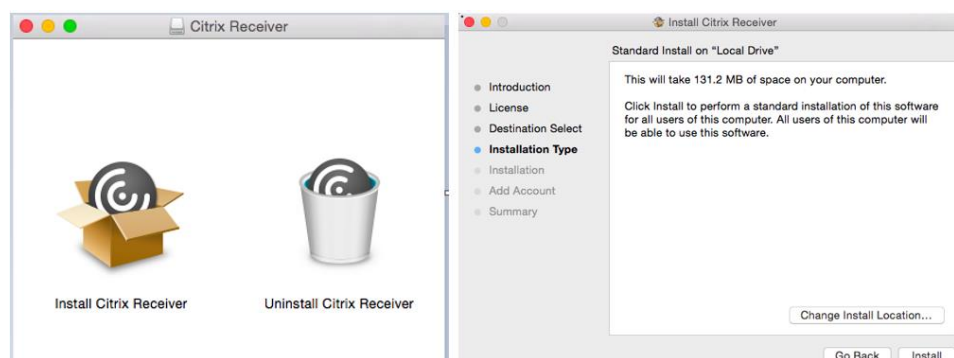 Citrix Receiver
Install Citrix Receiver
Uninstall Citrix Receiver
Install Citrix Receiver
Standard Install on “Local Drive”
Introduction
License
Destination Select
Installation Type
Installation
Add Account
Summary
This will take 131.2 MB of space on your computer.
Click Install to perform a standard installation of this software
for all users of this computer. All users of this computer will
be able to use this software.
Change Install Location...
Go Back
Install